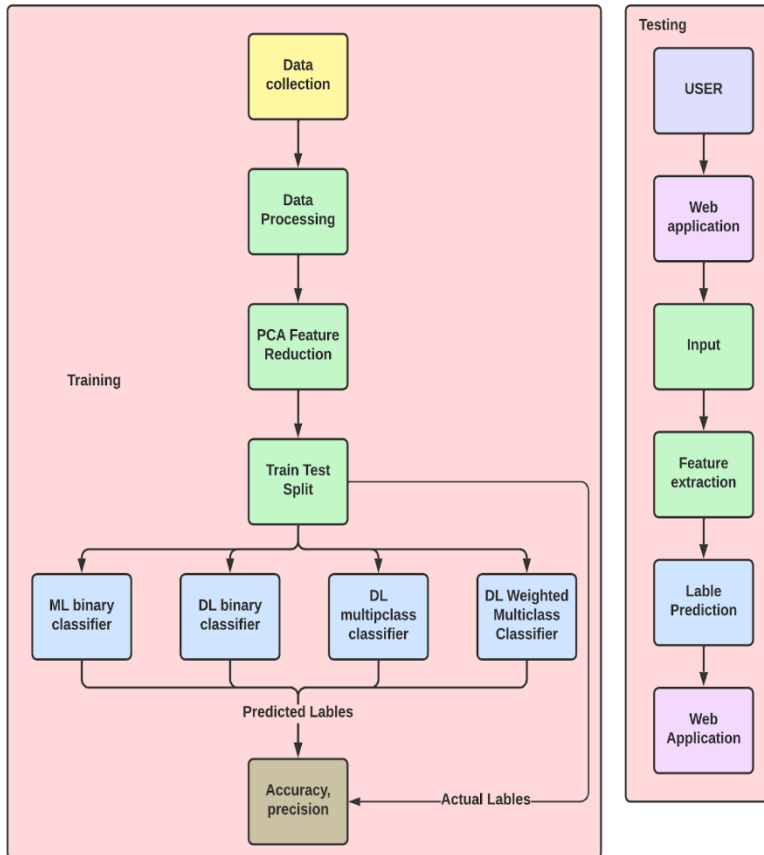 Data
collection
Data
Processing
PCA Feature
Reduction
Training
Train Test
Split
ML binary
classifier
DL binary
classifier
DL
multipclass
classifier
DL Weighted
Multiclass
Classifier
Predicted Lables
Accuracy,
precision
Actual Lables
Testing
USER
Web
application
Input
Feature
extraction
Lable
Prediction
Web
Application